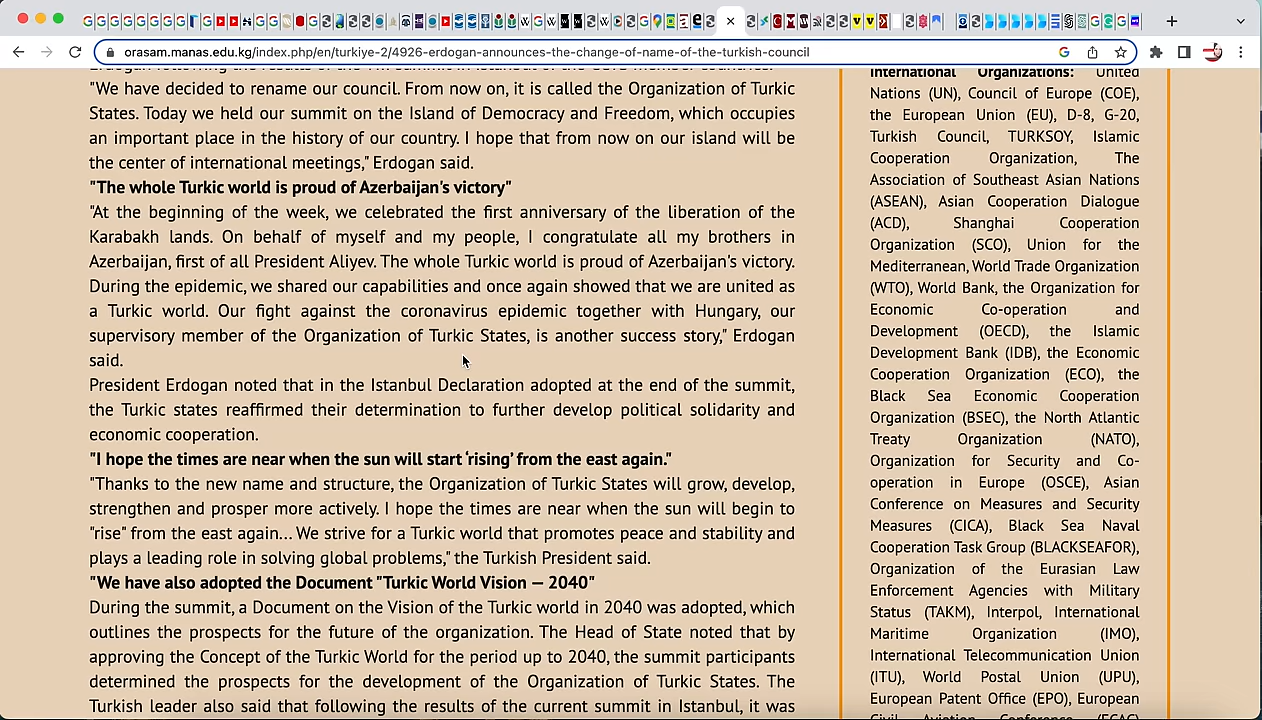 orasam.manas.edu.kg/index.php/en/turkiye-2/4926-erdogan-announces-the-change-of-name-of-the-turkish-council
"We have decided to rename our council. From now on, it is called the Organization of Turkic
States. Today we held our summit on the Island of Democracy and Freedom, which occupies
an important place in the history of our country. I hope that from now on our island will be
the center of international meetings," Erdogan said.
"The whole Turkic world is proud of Azerbaijan's victory"
"At the beginning of the week, we celebrated the first anniversary of the liberation of the
Karabakh lands. On behalf of myself and my people, I congratulate all my brothers in
Azerbaijan, first of all President Aliyev. The whole Turkic world is proud of Azerbaijan's victory.
During the epidemic, we shared our capabilities and once again showed that we are united as
a Turkic world. Our fight against the coronavirus epidemic together with Hungary, our
supervisory member of the Organization of Turkic States, is another success story," Erdogan
said.
President Erdogan noted that in the Istanbul Declaration adopted at the end of the summit,
the Turkic states reaffirmed their determination to further develop political solidarity and
economic cooperation.
"I hope the times are near when the sun will start ‘rising’ from the east again."
"Thanks to the new name and structure, the Organization of Turkic States will grow, develop,
strengthen and prosper more actively. I hope the times are near when the sun will begin to
"rise" from the east again... We strive for a Turkic world that promotes peace and stability and
plays a leading role in solving global problems," the Turkish President said.
"We have also adopted the Document "Turkic World Vision — 2040"
During the summit, a Document on the Vision of the Turkic world in 2040 was adopted, which
outlines the prospects for the future of the organization. The Head of State noted that by
approving the Concept of the Turkic World for the period up to 2040, the summit participants
determined the prospects for the development of the Organization of Turkic States. The
Turkish leader also said that following the results of the current summit in Istanbul, it was
International Organizations: United
Nations (UN), Council of Europe (COE),
the European Union (EU), D-8, G-20,
Turkish Council, TURKSOY, Islamic
Cooperation Organization, The
Association of Southeast Asian Nations
(ASEAN), Asian Cooperation Dialogue
(ACD), Shanghai Cooperation
Organization (SCO), Union for the
Mediterranean, World Trade Organization
(WTO), World Bank, the Organization for
Economic Co-operation and
Development (OECD), the Islamic
Development Bank (IDB), the Economic
Cooperation Organization (ECO), the
Black Sea Economic Cooperation
Organization (BSEC), the North Atlantic
Treaty Organization (NATO),
Organization for Security and Co-
operation in Europe (OSCE), Asian
Conference on Measures and Security
Measures (CICA), Black Sea Naval
Cooperation Task Group (BLACKSEAFOR),
Organization of the Eurasian Law
Enforcement Agencies with Military
Status (TAKM), Interpol, International
Maritime Organization (IMO),
International Telecommunication Union
(ITU), World Postal Union (UPU),
European Patent Office (EPO), European